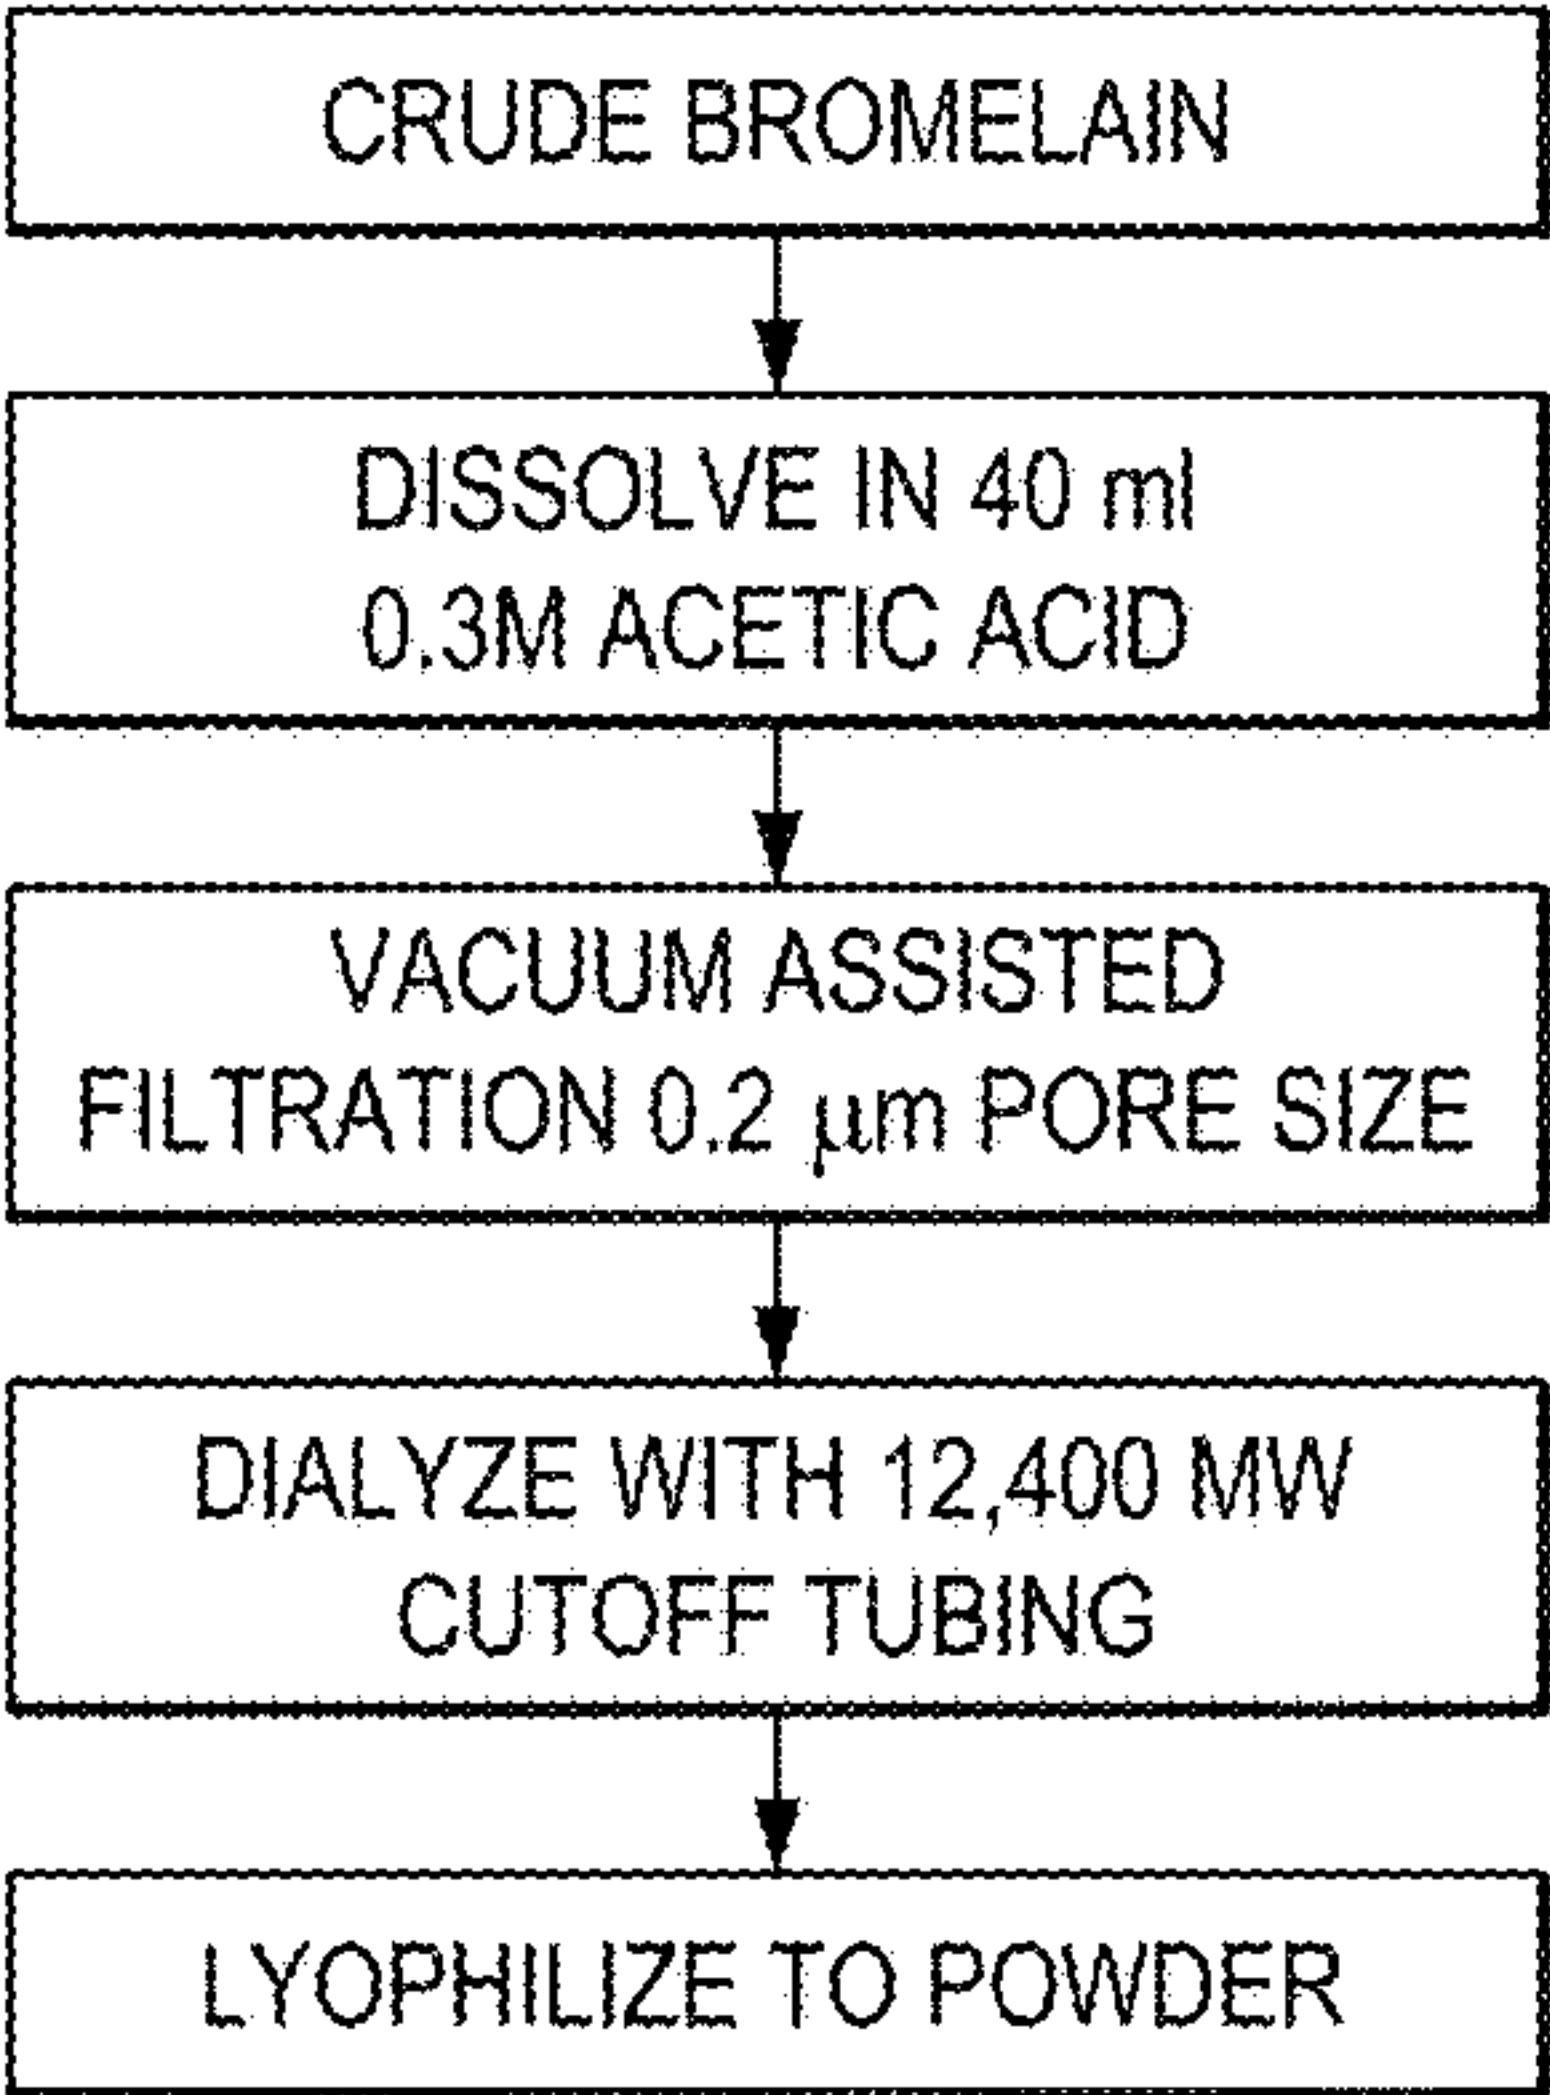 CRUDE BROMELAIN
DISSOLVE IN 40 ml
0.3M ACETIC ACID
VACUUM ASSISTED
FILTRATION 0.2 μm PORE SIZE
DIALYZE WITH 12,400 MW
CUTOFF TUBING
LYOPHILIZE TO POWDER